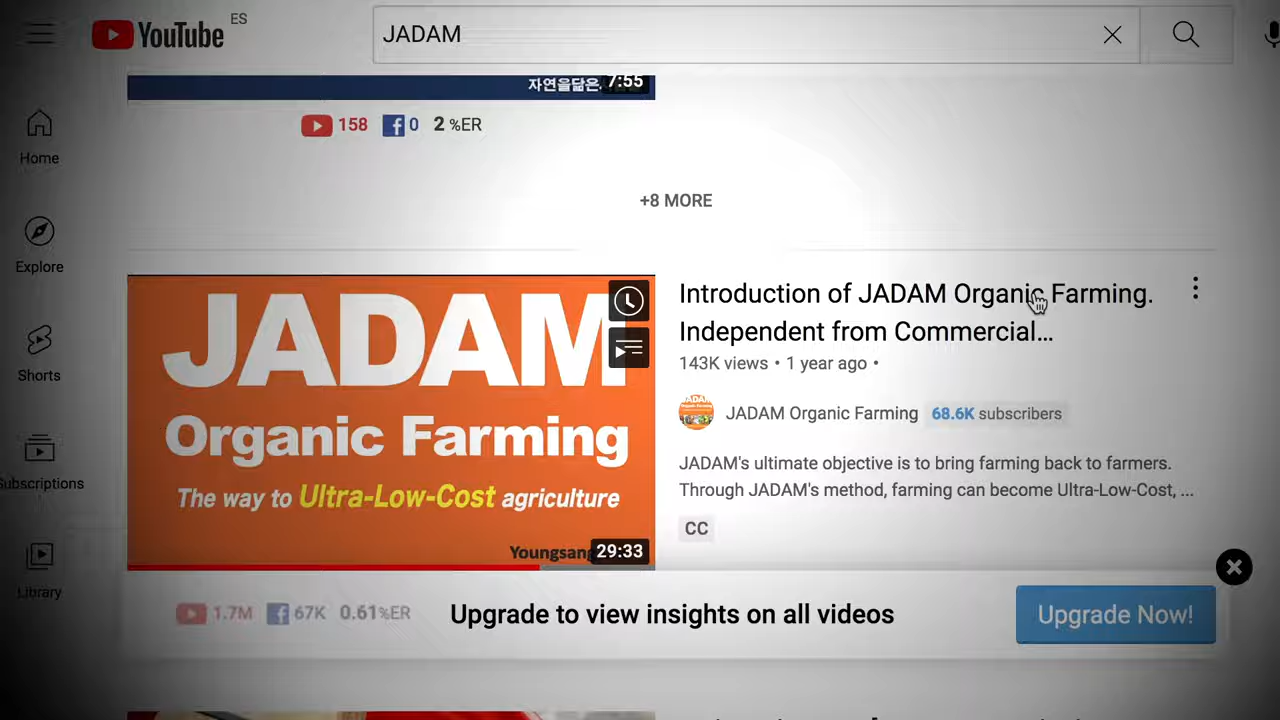 YouTube ES
JADAM
자연을닮은
7:55
158 0 2 %ER
Home
+8 MORE
Explore
JADAM
Organic Farming
The way to Ultra-Low-Cost agriculture
Youngsang
29:33
Introduction of JADAM Organic Farming.
Independent from Commercial...
143K views • 1 year ago •
JADAM Organic Farming 68.6K subscribers
JADAM's ultimate objective is to bring farming back to farmers.
Through JADAM's method, farming can become Ultra-Low-Cost, ...
CC
Shorts
Subscriptions
Library
1.7M 67K 0.61%ER
Upgrade to view insights on all videos
Upgrade Now!